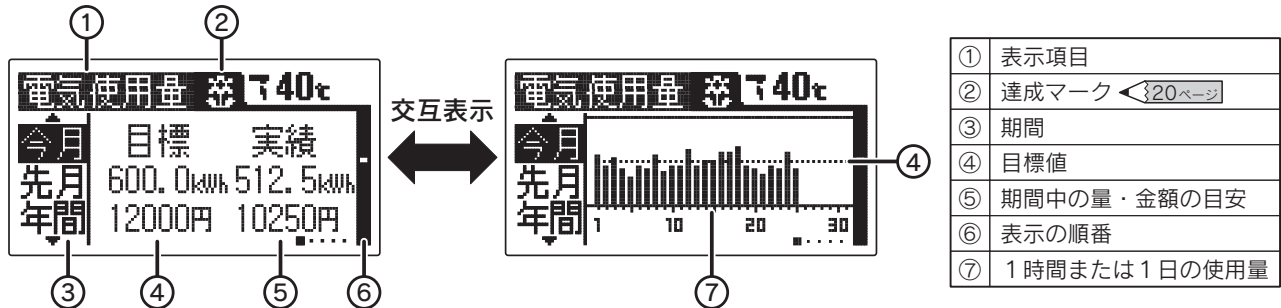 ①
②
電気使用量 40℃
今月
先月
年間
目標 実績
600.0kWh 512.5kWh
12000円 10250円
③
④
⑤
⑥
交互表示
電気使用量 40℃
今月
先月
年間
1 10 20 30
④
⑦
① 表示項目
② 達成マーク 20ページ
③ 期間
④ 目標値
⑤ 期間中の量・金額の目安
⑥ 表示の順番
⑦ 1時間または1日の使用量